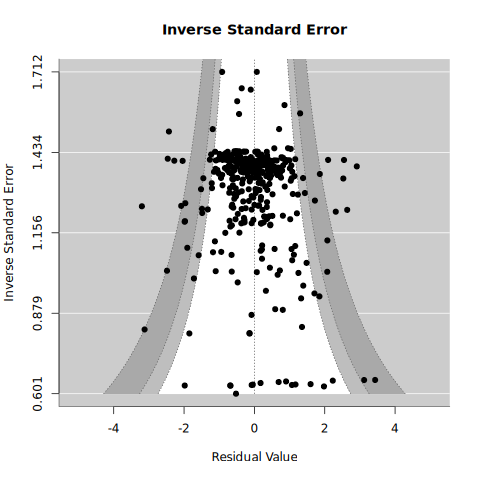 Inverse Standard Error
Inverse Standard Error
1.712
1.434
1.156
0.879
0.601
-4 -2 0 2 4
Residual Value